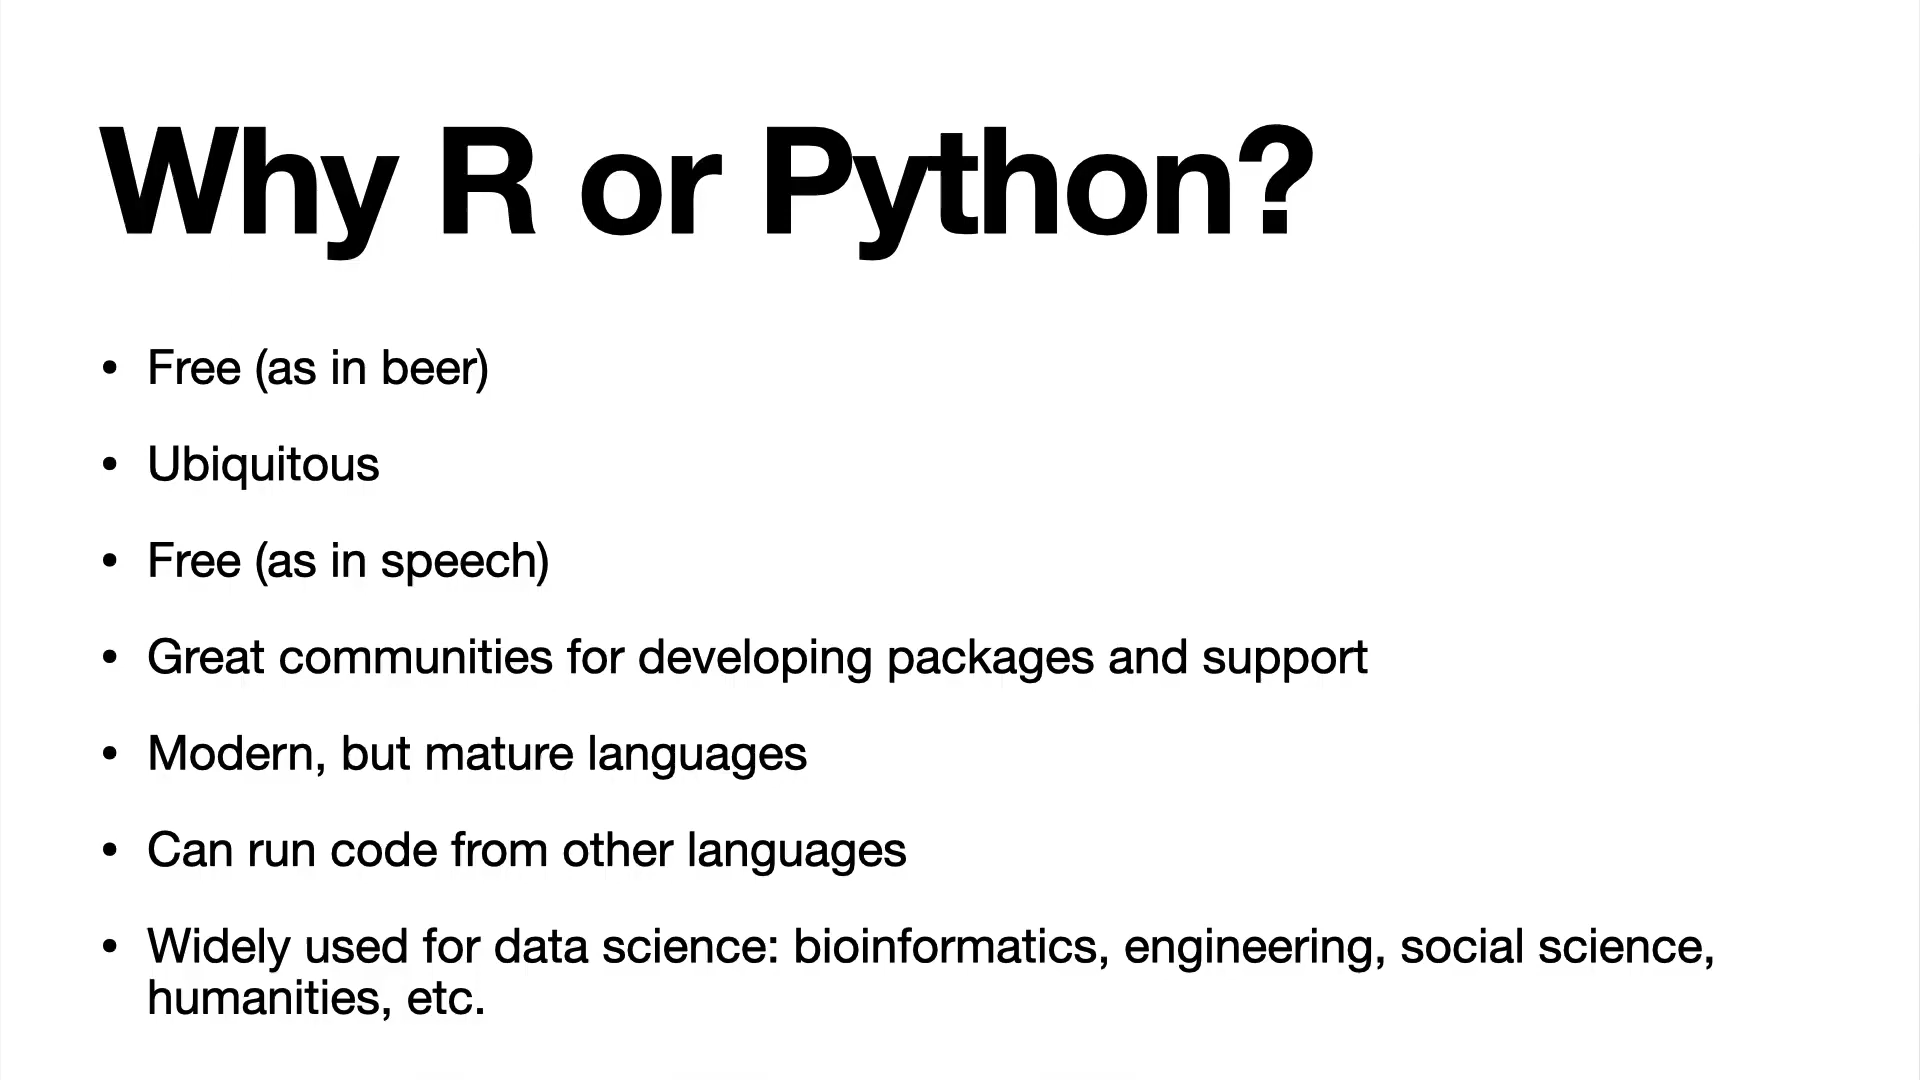 Why R or Python?
• Free (as in beer)
• Ubiquitous
• Free (as in speech)
• Great communities for developing packages and support
• Modern, but mature languages
• Can run code from other languages
• Widely used for data science: bioinformatics, engineering, social science,
humanities, etc.